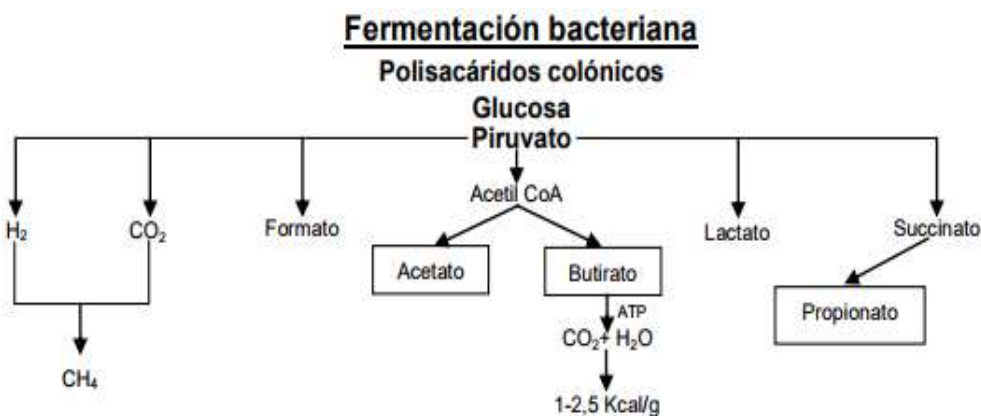 Fermentación bacteriana
Polisacáridos colónicos
Glucosa
Piruvato
H₂
CO₂
Formato
Acetil CoA
Lactato
Succinato
Acetato
Butirato
Propionato
ATP
CO₂+ H₂O
CH₄
1-2,5 Kcal/g